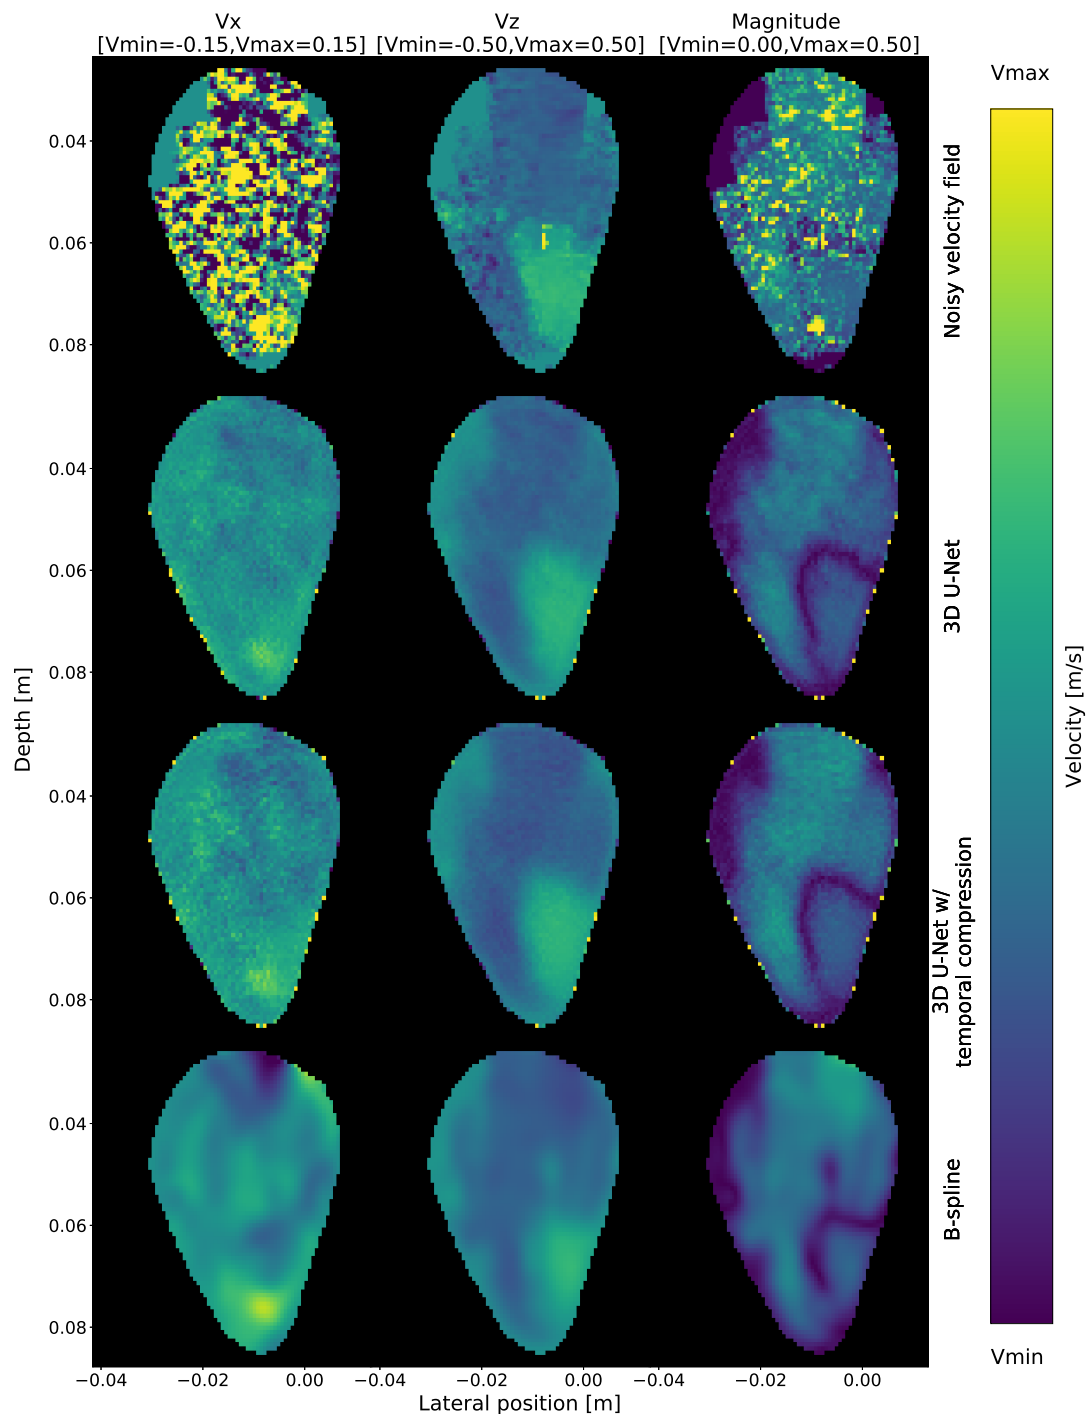 Vx
[Vmin=-0.15,Vmax=0.15]
Vz
[Vmin=-0.50,Vmax=0.50]
Magnitude
[Vmin=0.00,Vmax=0.50]
Vmax
0.04
0.06
0.08
Noisy velocity field
0.04
0.06
0.08
3D U-Net
Depth [m]
Velocity [m/s]
0.04
0.06
0.08
3D U-Net w/
temporal compression
0.04
0.06
0.08
B-spline
Vmin
−0.04
−0.02
0.00
−0.04
−0.02
0.00
−0.04
−0.02
0.00
Lateral position [m]